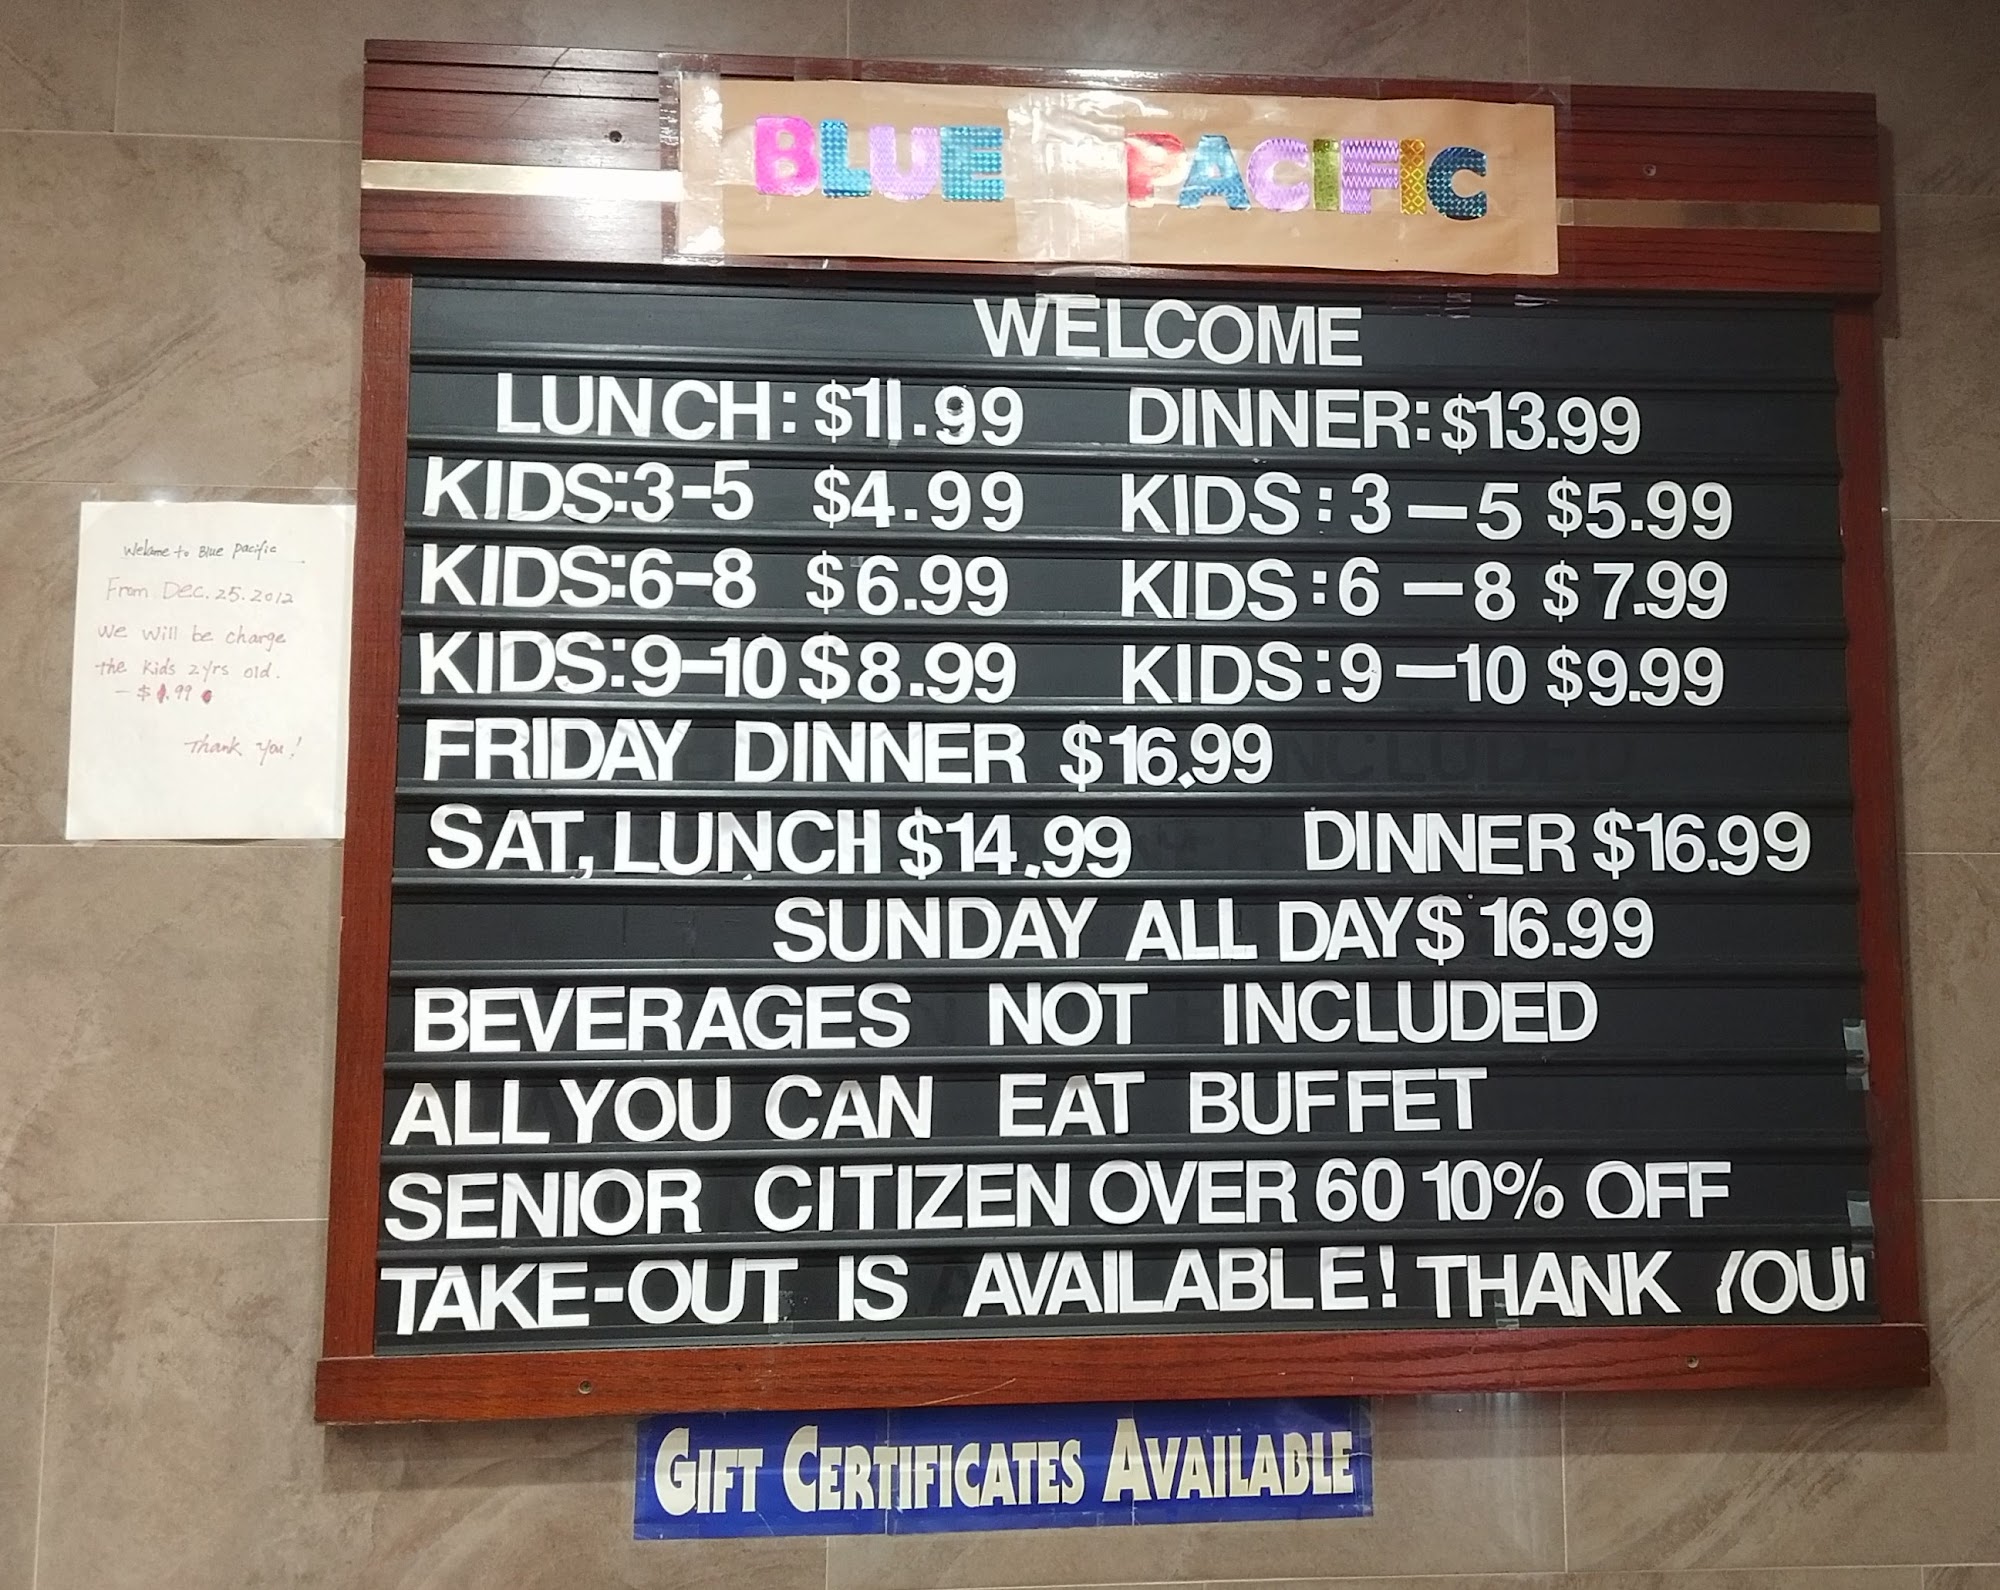 BLUE PACIFIC
WELCOME
LUNCH: $11.99 DINNER: $13.99
KIDS:3-5 $4.99 KIDS:3-5 $5.99
KIDS:6-8 $6.99 KIDS:6-8 $7.99
KIDS:9-10 $8.99 KIDS:9-10 $9.99
FRIDAY DINNER $16.99
SAT, LUNCH $14.99 DINNER $16.99
SUNDAY ALL DAY $16.99
BEVERAGES NOT INCLUDED
ALL YOU CAN EAT BUFFET
SENIOR CITIZEN OVER 60 10% OFF
TAKE-OUT IS AVAILABLE! THANK YOU!
GIFT CERTIFICATES AVAILABLE
Welcome to Blue pacific
From Dec. 25. 2012
we will be charge
the kids 2yrs old.
Thank you!